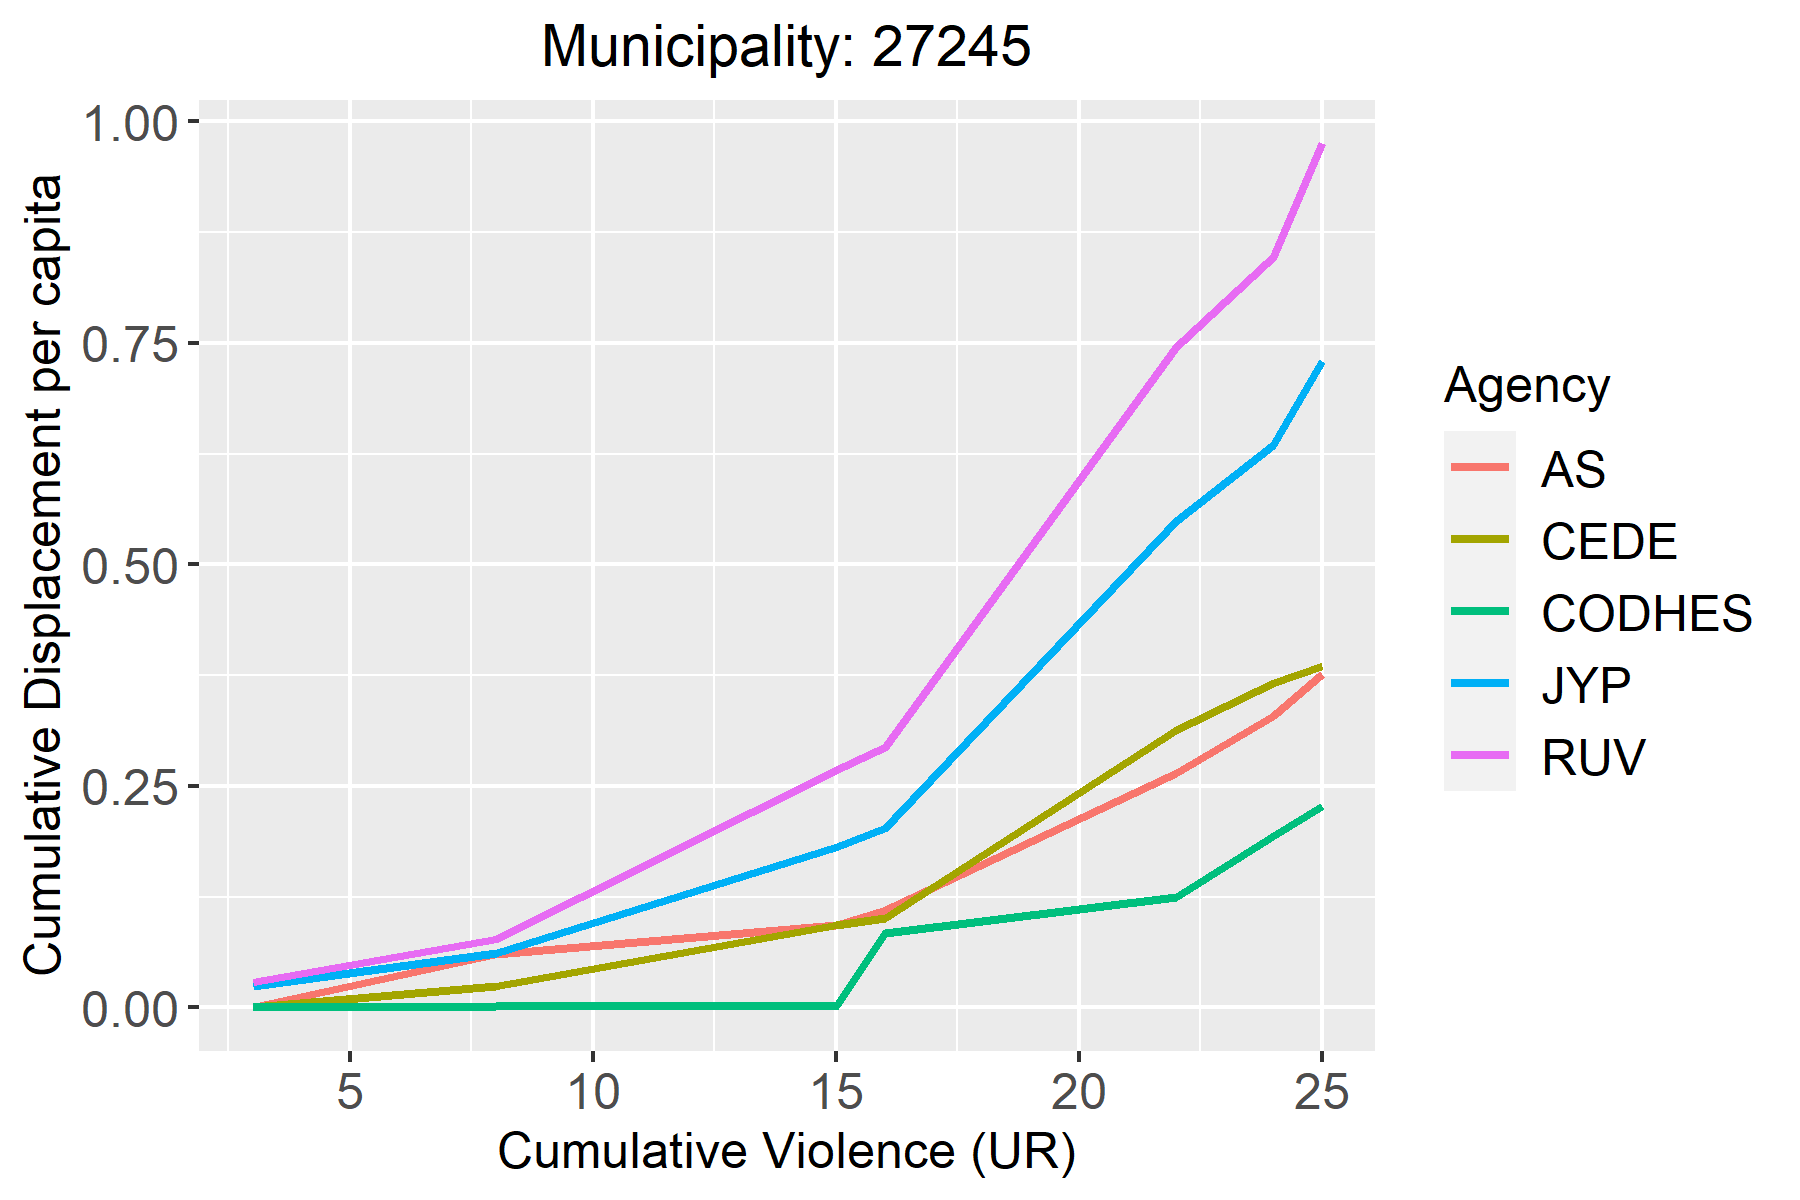 Municipality: 27245
Cumulative Displacement per capita
1.00
0.75
0.50
0.25
0.00
5 10 15 20 25
Cumulative Violence (UR)
Agency
AS
CEDE
CODHES
JYP
RUV